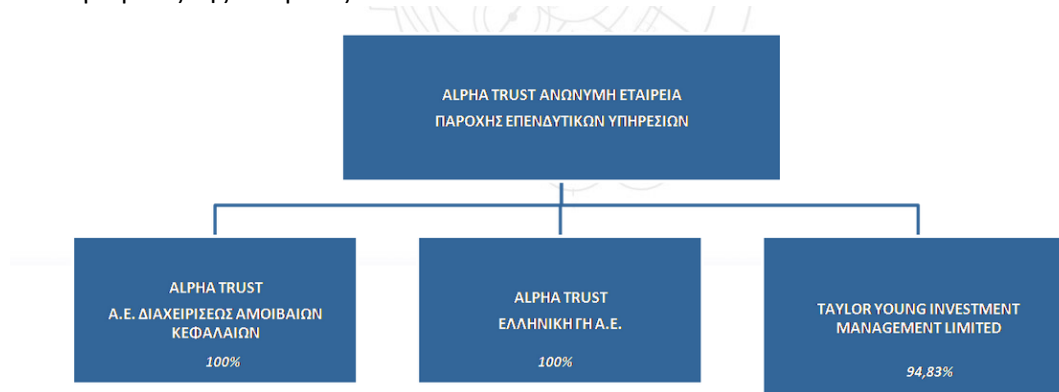 ALPHA TRUST ΑΝΩΝΥΜΗ ΕΤΑΙΡΕΙΑ
ΠΑΡΟΧΗΣ ΕΠΕΝΔΥΤΙΚΩΝ ΥΠΗΡΕΣΙΩΝ
ALPHA TRUST
Α.Ε. ΔΙΑΧΕΙΡΙΣΕΩΣ ΑΜΟΙΒΑΙΩΝ
ΚΕΦΑΛΑΙΩΝ
100%
ALPHA TRUST
ΕΛΛΗΝΙΚΗ ΓΗ Α.Ε.
100%
TAYLOR YOUNG INVESTMENT
MANAGEMENT LIMITED
94,83%